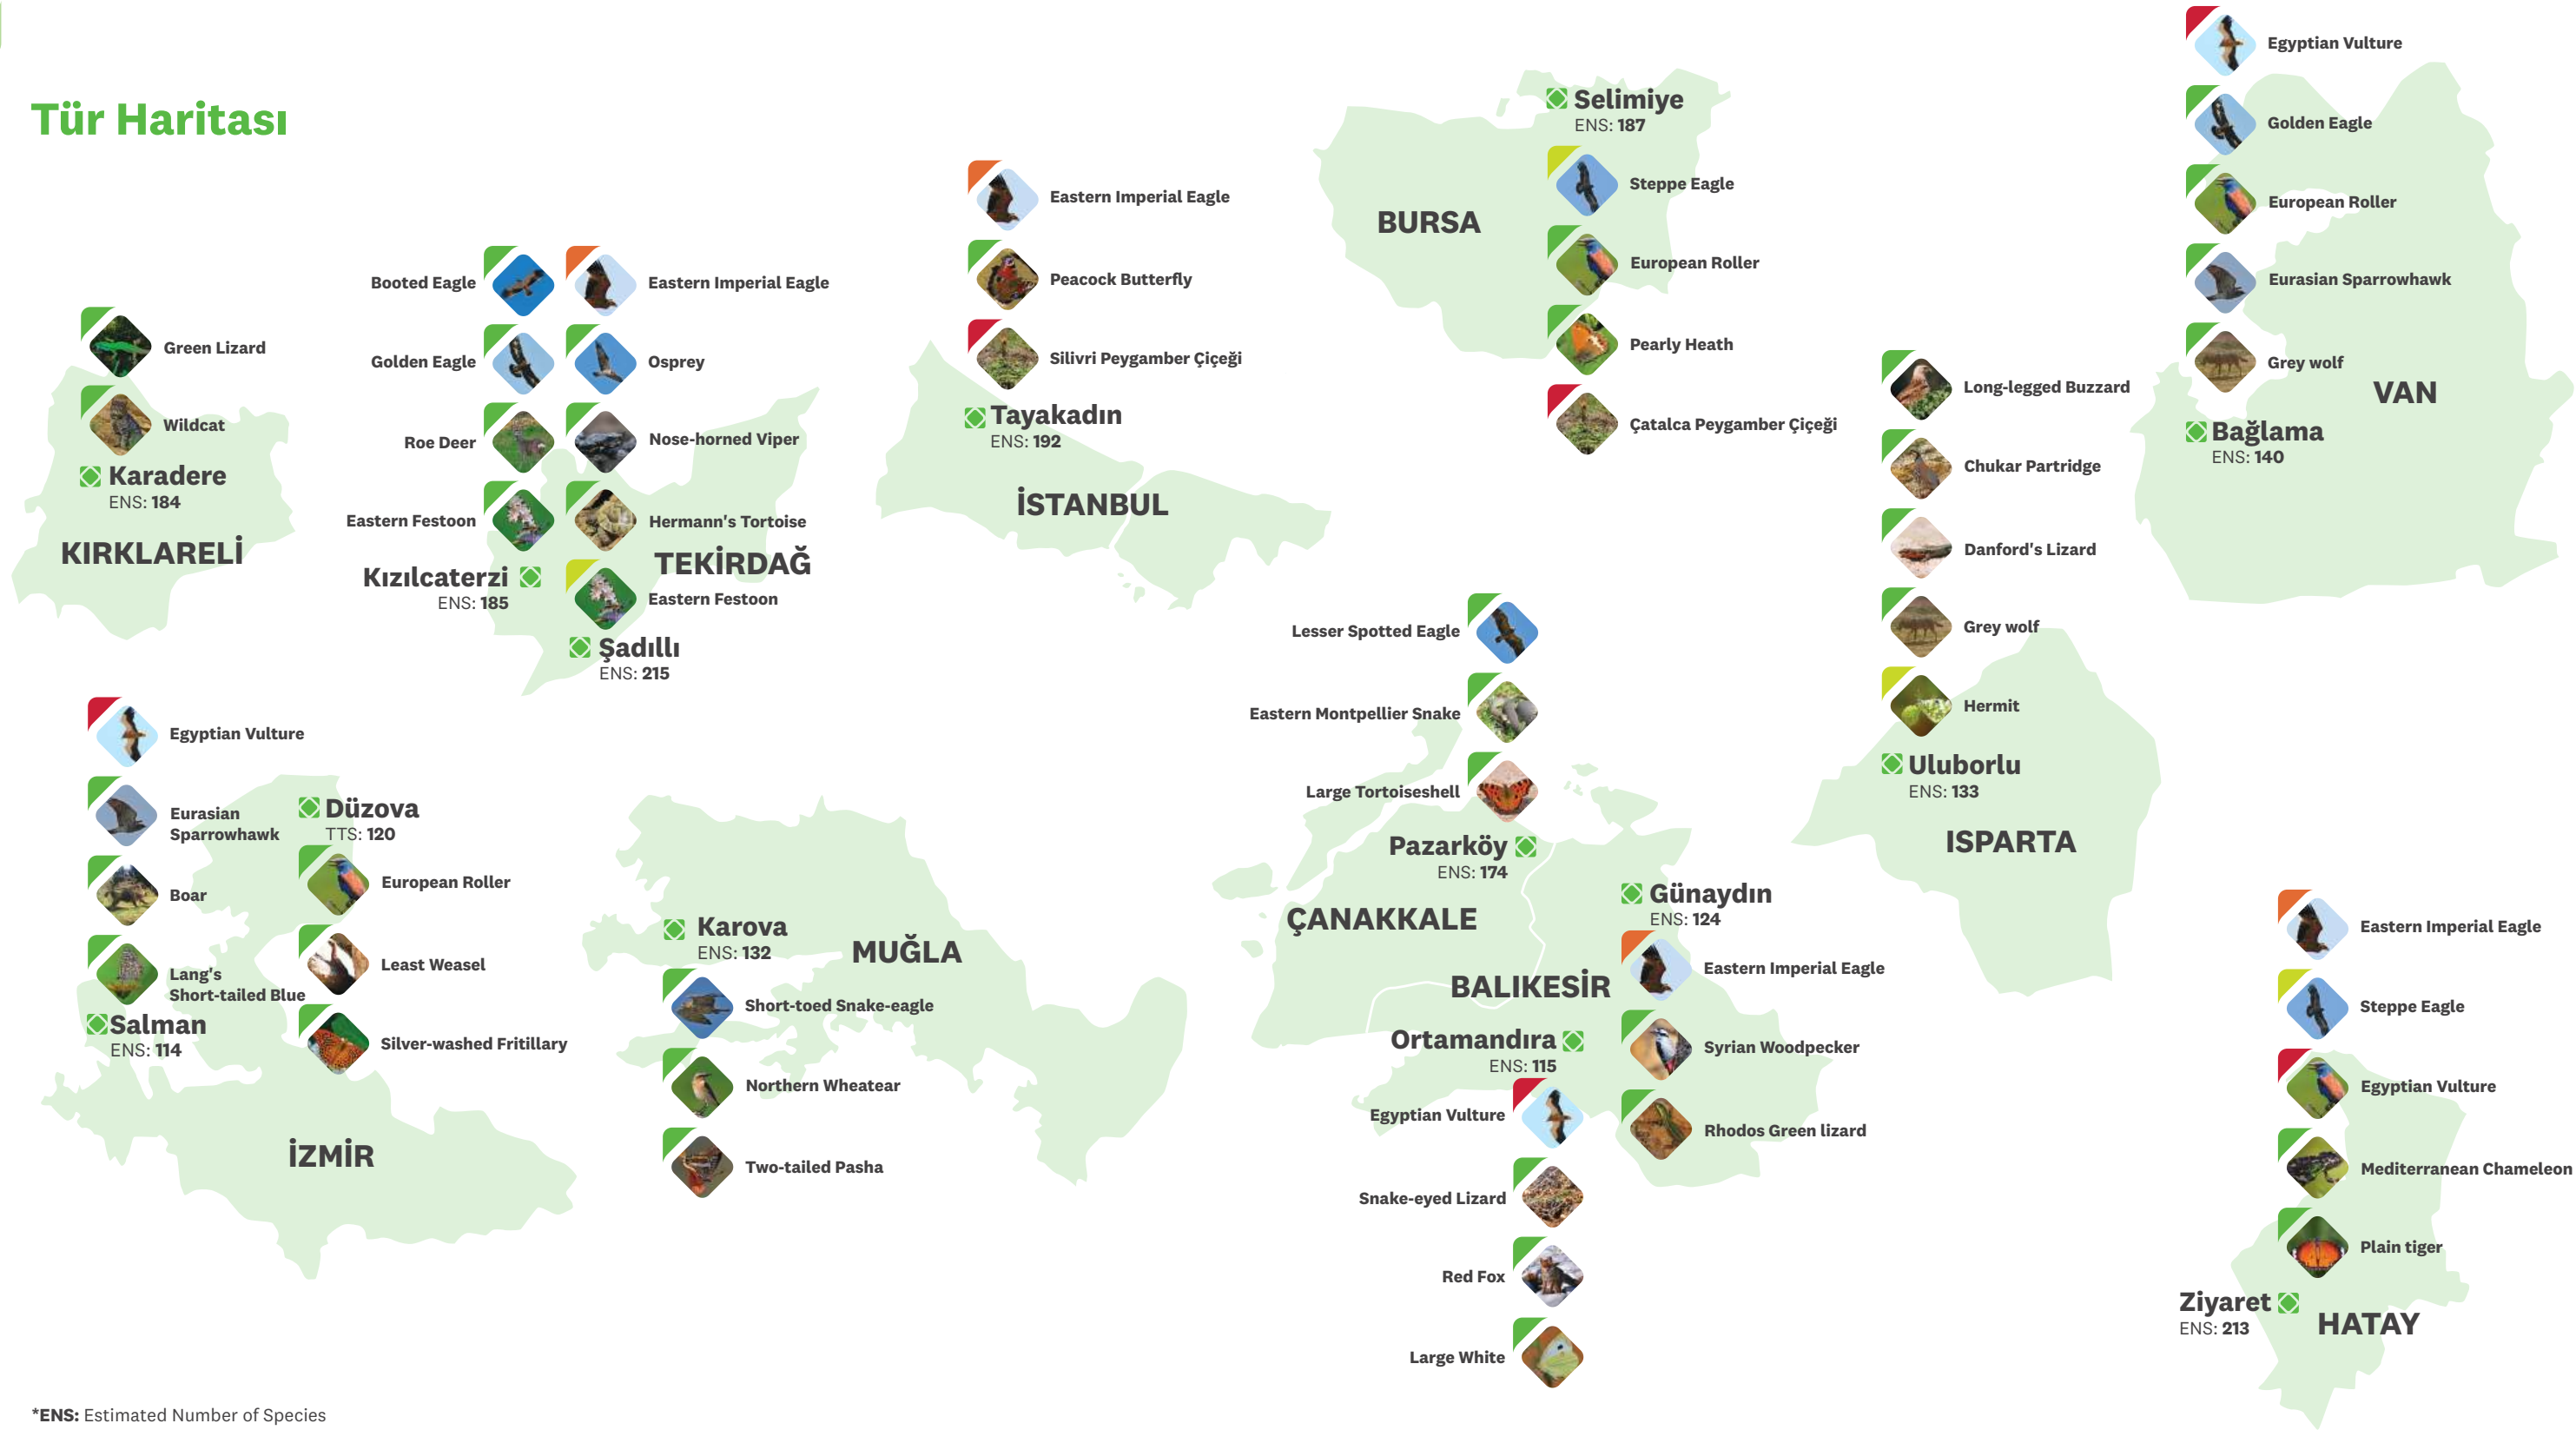 Tür Haritası
Green Lizard
Wildcat
Karadere
ENS: 184
KIRKLARELİ
Booted Eagle
Golden Eagle
Roe Deer
Eastern Festoon
Kızılcaterzi
ENS: 185
Eastern Imperial Eagle
Osprey
Nose-horned Viper
Hermann's Tortoise
TEKİRDAĞ
Eastern Festoon
Şadıllı
ENS: 215
Eastern Imperial Eagle
Peacock Butterfly
Silivri Peygamber Çiçeği
Tayakadın
ENS: 192
İSTANBUL
BURSA
Selimiye
ENS: 187
Steppe Eagle
European Roller
Pearly Heath
Çatalca Peygamber Çiçeği
Egyptian Vulture
Golden Eagle
European Roller
Eurasian Sparrowhawk
Grey wolf
VAN
Bağlama
ENS: 140
Long-legged Buzzard
Chukar Partridge
Danford's Lizard
Grey wolf
Hermit
Uluborlu
ENS: 133
ISPARTA
Egyptian Vulture
Eurasian
Sparrowhawk
Boar
Lang's
Short-tailed Blue
Salman
ENS: 114
Düzova
TTS: 120
European Roller
Least Weasel
Silver-washed Fritillary
İZMİR
Karova
ENS: 132
MUĞLA
Short-toed Snake-eagle
Northern Wheatear
Two-tailed Pasha
Lesser Spotted Eagle
Eastern Montpellier Snake
Large Tortoiseshell
Pazarköy
ENS: 174
ÇANAKKALE
Günaydın
ENS: 124
BALIKESİR
Eastern Imperial Eagle
Syrian Woodpecker
Rhodos Green lizard
Ortamandıra
ENS: 115
Egyptian Vulture
Snake-eyed Lizard
Red Fox
Large White
Eastern Imperial Eagle
Steppe Eagle
Egyptian Vulture
Mediterranean Chameleon
Plain tiger
Ziyaret
ENS: 213
HATAY
*ENS: Estimated Number of Species